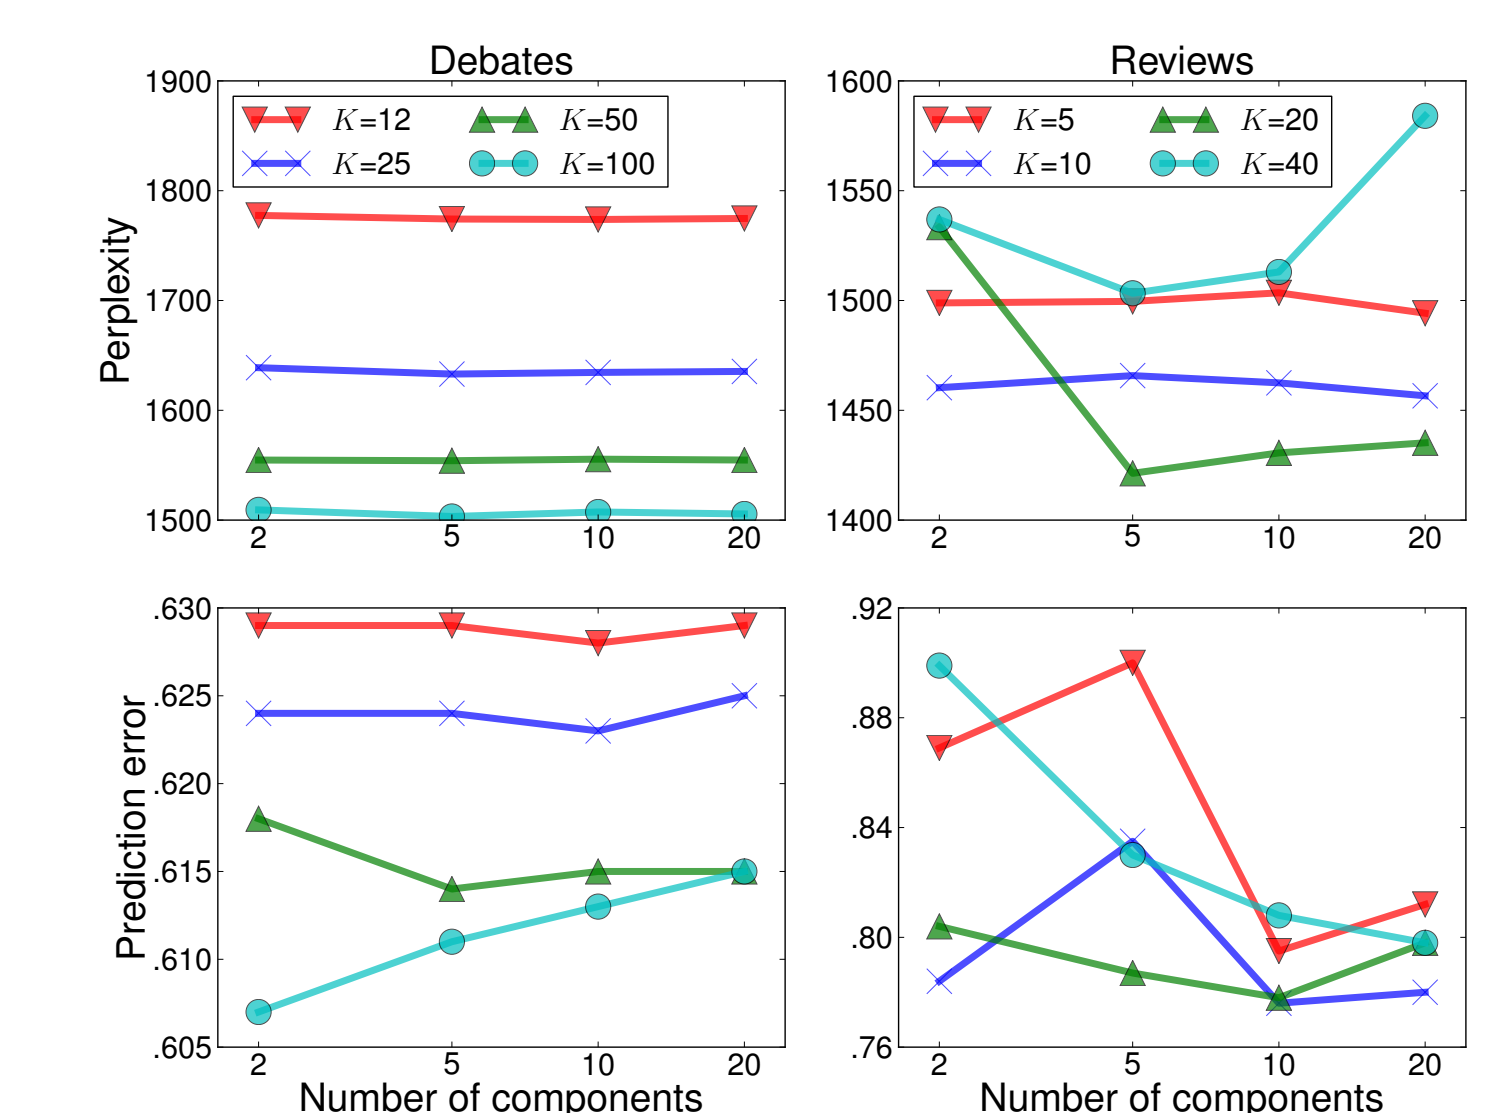 Debates
1900
1800
1700
1600
1500
Perplexity
K=12
K=50
K=25
K=100
2 5 10 20
Reviews
1600
1550
1500
1450
1400
K=5
K=20
K=10
K=40
2 5 10 20
.630
.625
.620
.615
.610
.605
Prediction error
2 5 10 20
Number of components
.92
.88
.84
.80
.76
2 5 10 20
Number of components